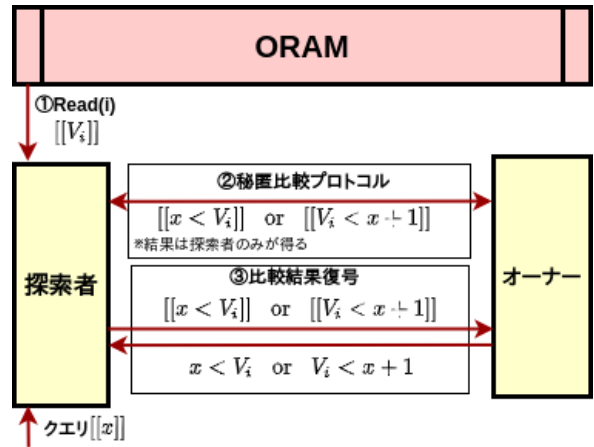 ORAM
①Read(i)
[[V_i]]
②秘匿比較プロトコル
[[x < V_i]] or [[V_i < x + 1]]
※結果は探索者のみが得る
③比較結果復号
[[x < V_i]] or [[V_i < x + 1]]
x < V_i or V_i < x + 1
探索者
オーナー
クエリ[[x]]